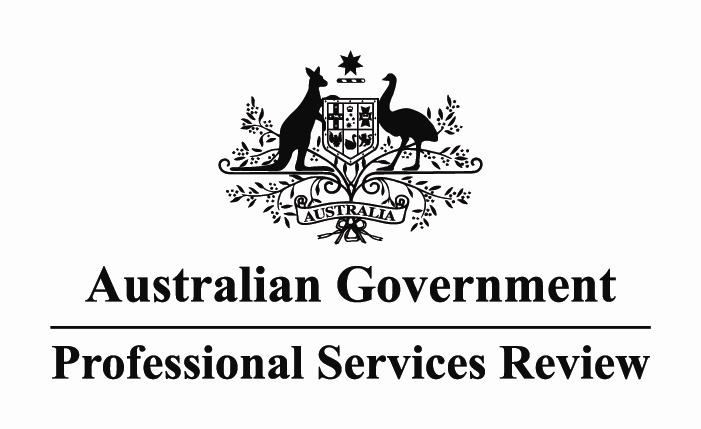 AUSTRALIA
Australian Government
Professional Services Review